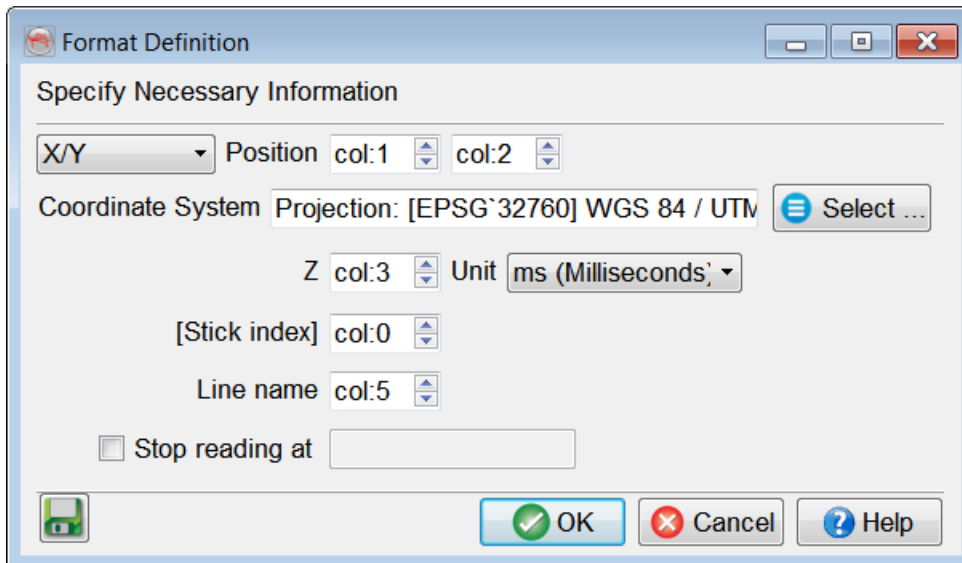 Format Definition
Specify Necessary Information
X/Y Position col:1 col:2
Coordinate System Projection: [EPSG`32760] WGS 84 / UTM Select ...
Z col:3 Unit ms (Milliseconds)
[Stick index] col:0
Line name col:5
Stop reading at
OK Cancel Help